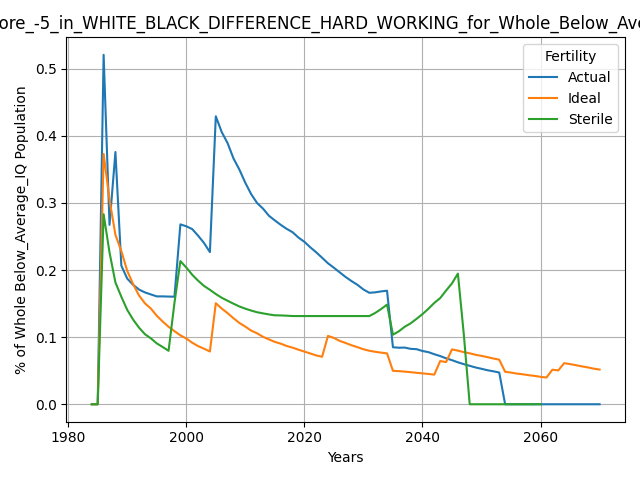 ore_-5_in_WHITE_BLACK_DIFFERENCE_HARD_WORKING_for_Whole_Below_Ave
Fertility
Actual
Ideal
Sterile
% of Whole Below_Average_IQ Population
0.5
0.4
0.3
0.2
0.1
0.0
1980 2000 2020 2040 2060
Years